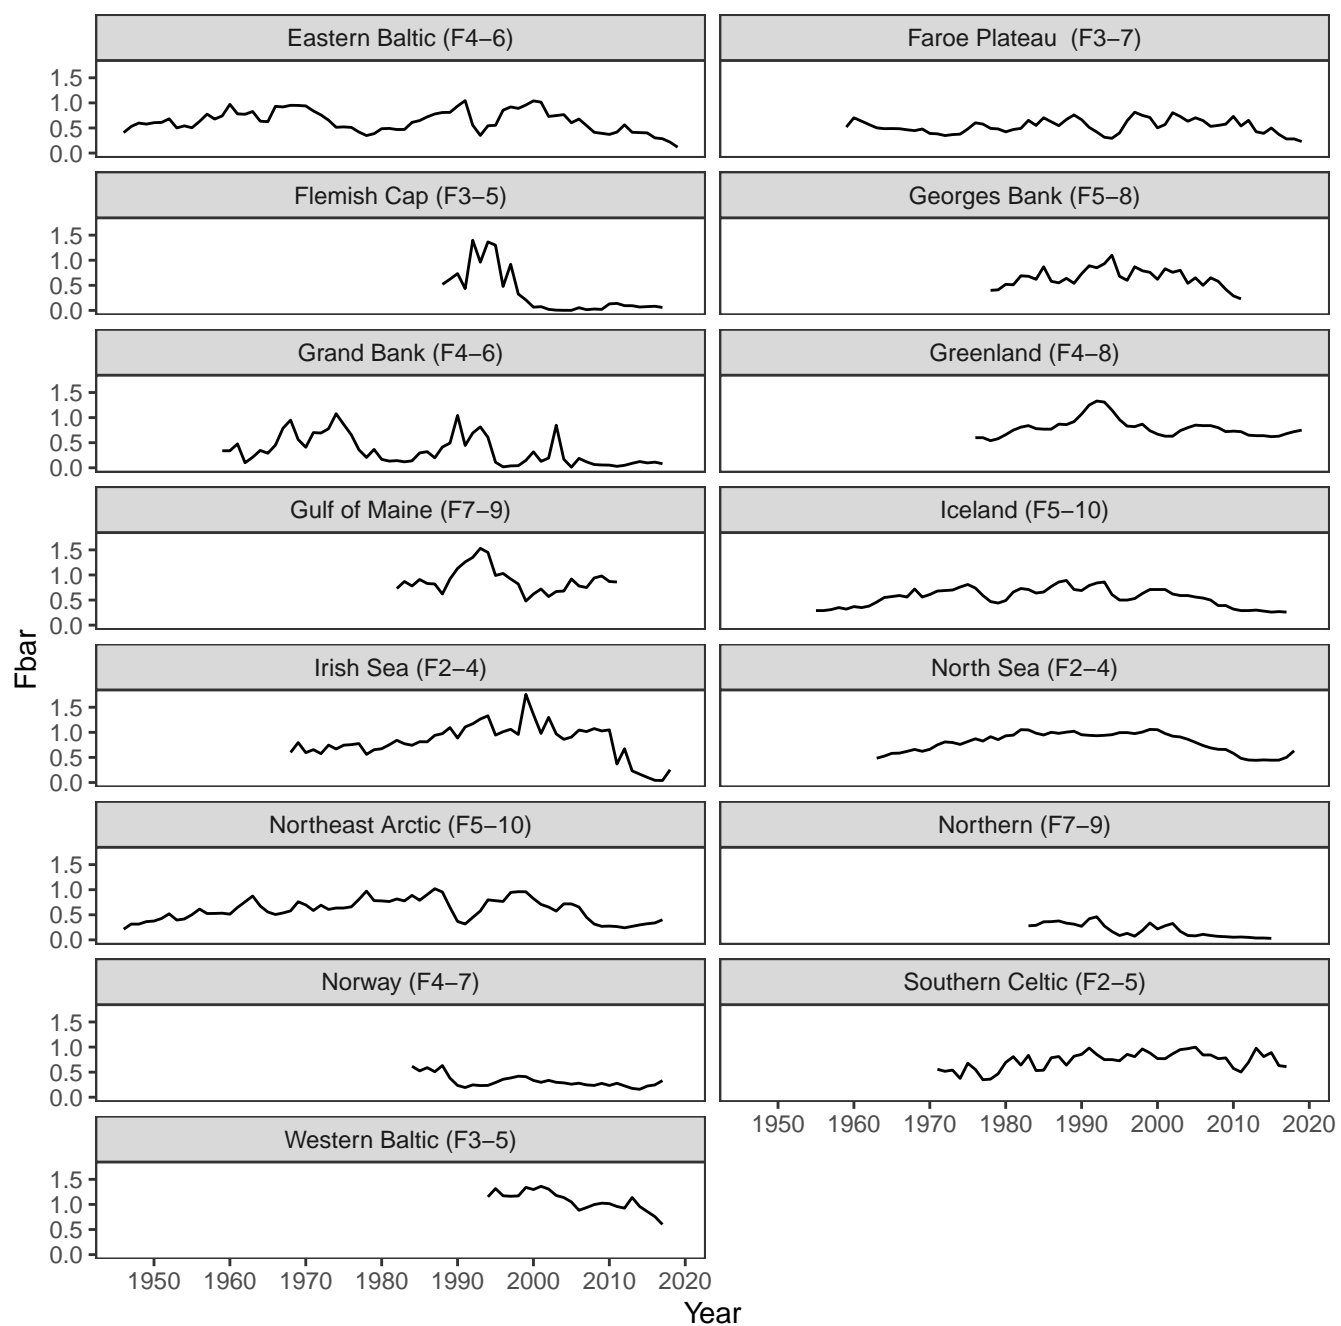 Eastern Baltic (F4−6)
Faroe Plateau  (F3−7)
1.5
1.0
0.5
0.0
Flemish Cap (F3−5)
Georges Bank (F5−8)
1.5
1.0
0.5
0.0
Grand Bank (F4−6)
Greenland (F4−8)
1.5
1.0
0.5
0.0
Gulf of Maine (F7−9)
Iceland (F5−10)
1.5
1.0
0.5
0.0
Fbar
Irish Sea (F2−4)
North Sea (F2−4)
1.5
1.0
0.5
0.0
Northeast Arctic (F5−10)
Northern (F7−9)
1.5
1.0
0.5
0.0
Norway (F4−7)
Southern Celtic (F2−5)
1.5
1.0
0.5
0.0
1950 1960 1970 1980 1990 2000 2010 2020
Western Baltic (F3−5)
1.5
1.0
0.5
0.0
1950 1960 1970 1980 1990 2000 2010 2020
Year